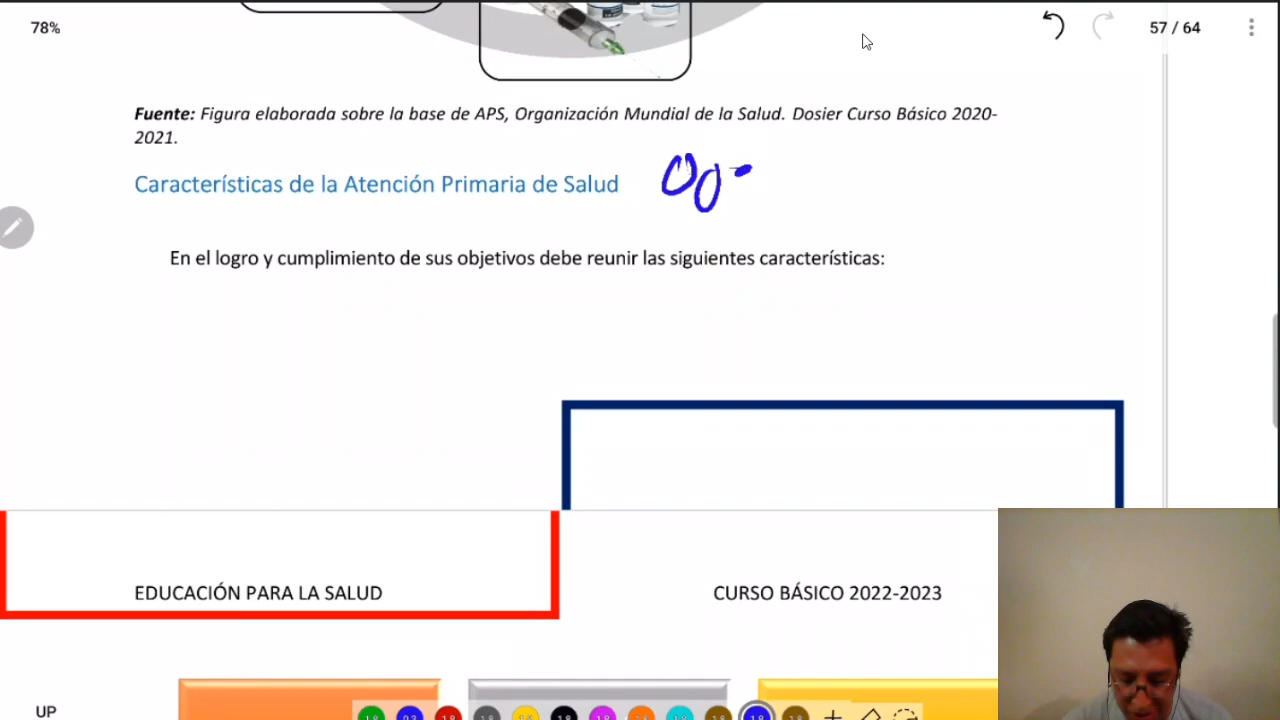 78%
57 / 64
Fuente: Figura elaborada sobre la base de APS, Organización Mundial de la Salud. Dosier Curso Básico 2020-
2021.
Características de la Atención Primaria de Salud
En el logro y cumplimiento de sus objetivos debe reunir las siguientes características:
EDUCACIÓN PARA LA SALUD
CURSO BÁSICO 2022-2023
UP